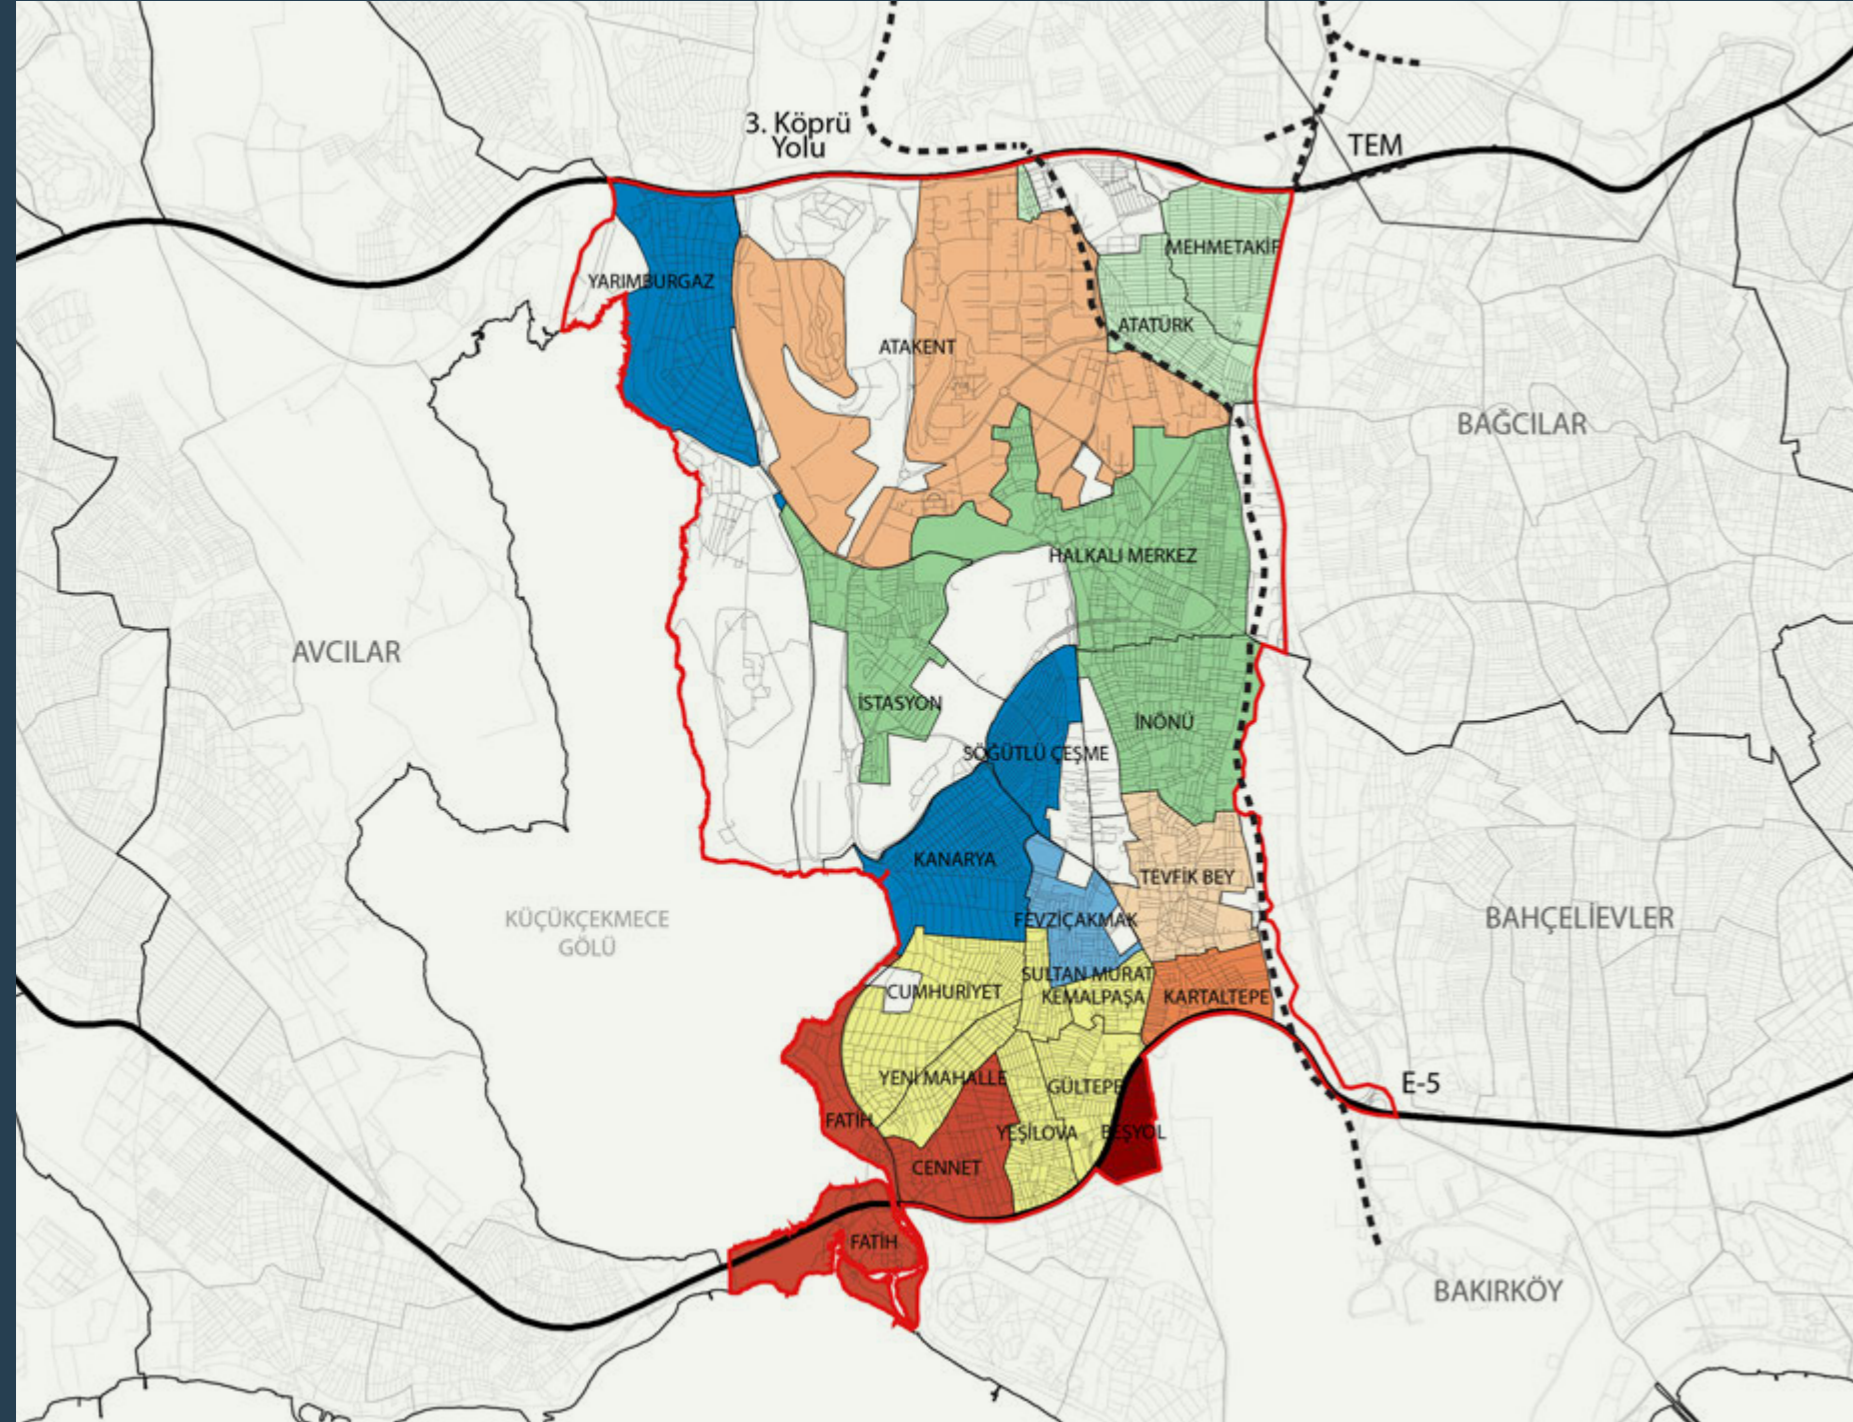 3. Köprü
Yolu
TEM
MEHMETAKİF
YARIMBURGAZ
ATATÜRK
ATAKENT
BAĞCILAR
HALKALI MERKEZ
AVCILAR
İSTASYON
İNÖNÜ
SÖĞÜTLÜ ÇEŞME
KANARYA
TEVFİK BEY
KÜÇÜKÇEKMECE
GÖLÜ
FEVZİÇAKMAK
BAHÇELİEVLER
SULTAN MURAT
CUMHURİYET
KEMALPAŞA
KARTALTEPE
YENİ MAHALLE
GÜLTEPE
E-5
FATİH
YEŞİLOVA
BEŞYOL
CENNET
FATİH
BAKIRKÖY